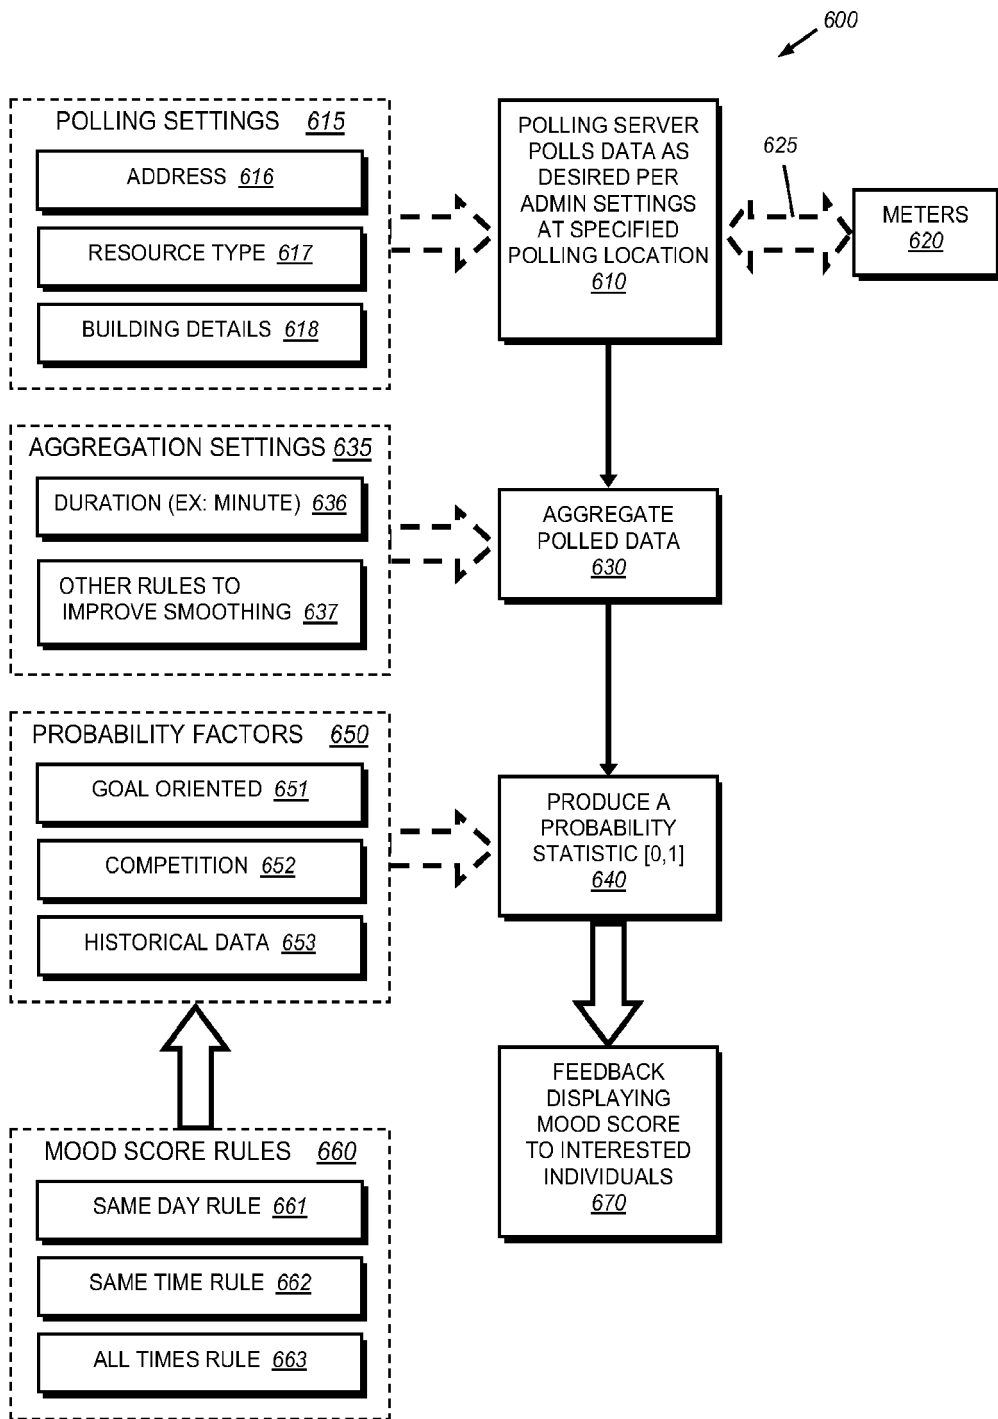 600
POLLING SETTINGS 615
ADDRESS 616
RESOURCE TYPE 617
BUILDING DETAILS 618
POLLING SERVER
POLLS DATA AS
DESIRED PER
ADMIN SETTINGS
AT SPECIFIED
POLLING LOCATION
610
625
METERS
620
AGGREGATION SETTINGS 635
DURATION (EX: MINUTE) 636
OTHER RULES TO
IMPROVE SMOOTHING 637
AGGREGATE
POLLED DATA
630
PROBABILITY FACTORS 650
GOAL ORIENTED 651
COMPETITION 652
HISTORICAL DATA 653
PRODUCE A
PROBABILITY
STATISTIC [0,1]
640
MOOD SCORE RULES 660
SAME DAY RULE 661
SAME TIME RULE 662
ALL TIMES RULE 663
FEEDBACK
DISPLAYING
MOOD SCORE
TO INTERESTED
INDIVIDUALS
670